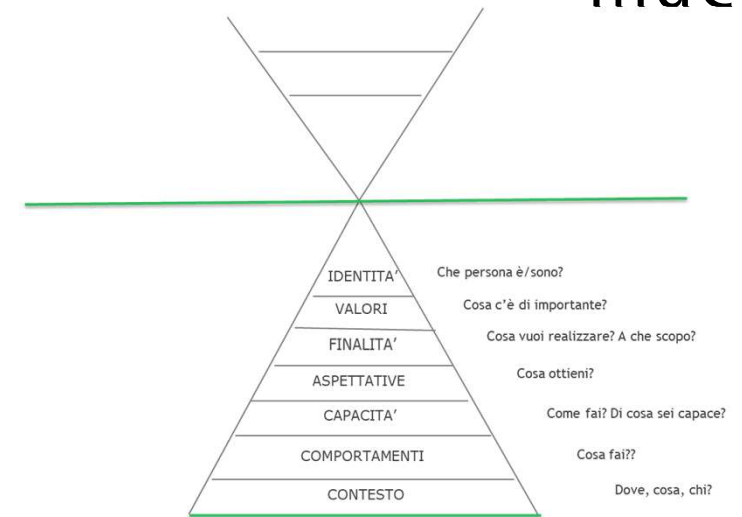 IDENTITA’ Che persona è/sono?
VALORI Cosa c’è di importante?
FINALITA’ Cosa vuoi realizzare? A che scopo?
ASPETTATIVE Cosa ottieni?
CAPACITA’ Come fai? Di cosa sei capace?
COMPORTAMENTI Cosa fai??
CONTESTO Dove, cosa, chi?